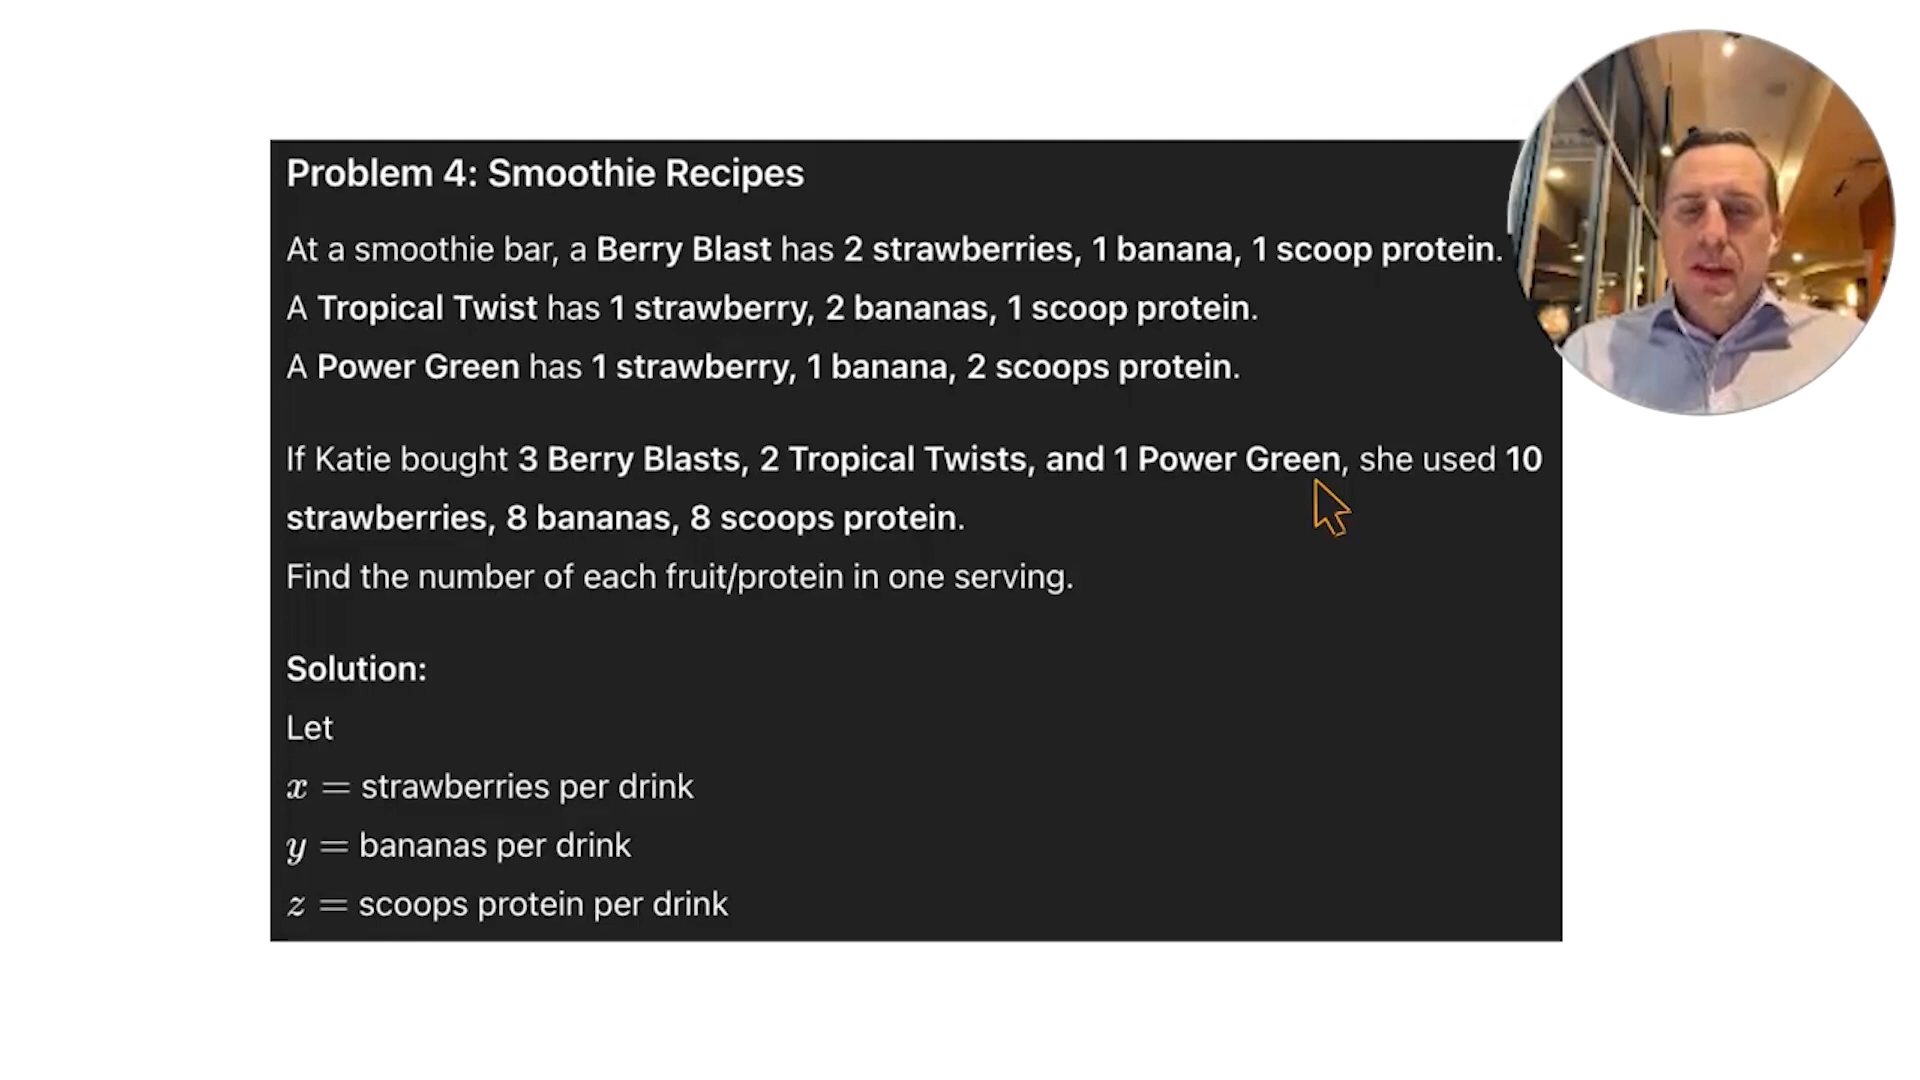 Problem 4: Smoothie Recipes
At a smoothie bar, a Berry Blast has 2 strawberries, 1 banana, 1 scoop protein.
A Tropical Twist has 1 strawberry, 2 bananas, 1 scoop protein.
A Power Green has 1 strawberry, 1 banana, 2 scoops protein.
If Katie bought 3 Berry Blasts, 2 Tropical Twists, and 1 Power Green, she used 10
strawberries, 8 bananas, 8 scoops protein.
Find the number of each fruit/protein in one serving.
Solution:
Let
x = strawberries per drink
y = bananas per drink
z = scoops protein per drink